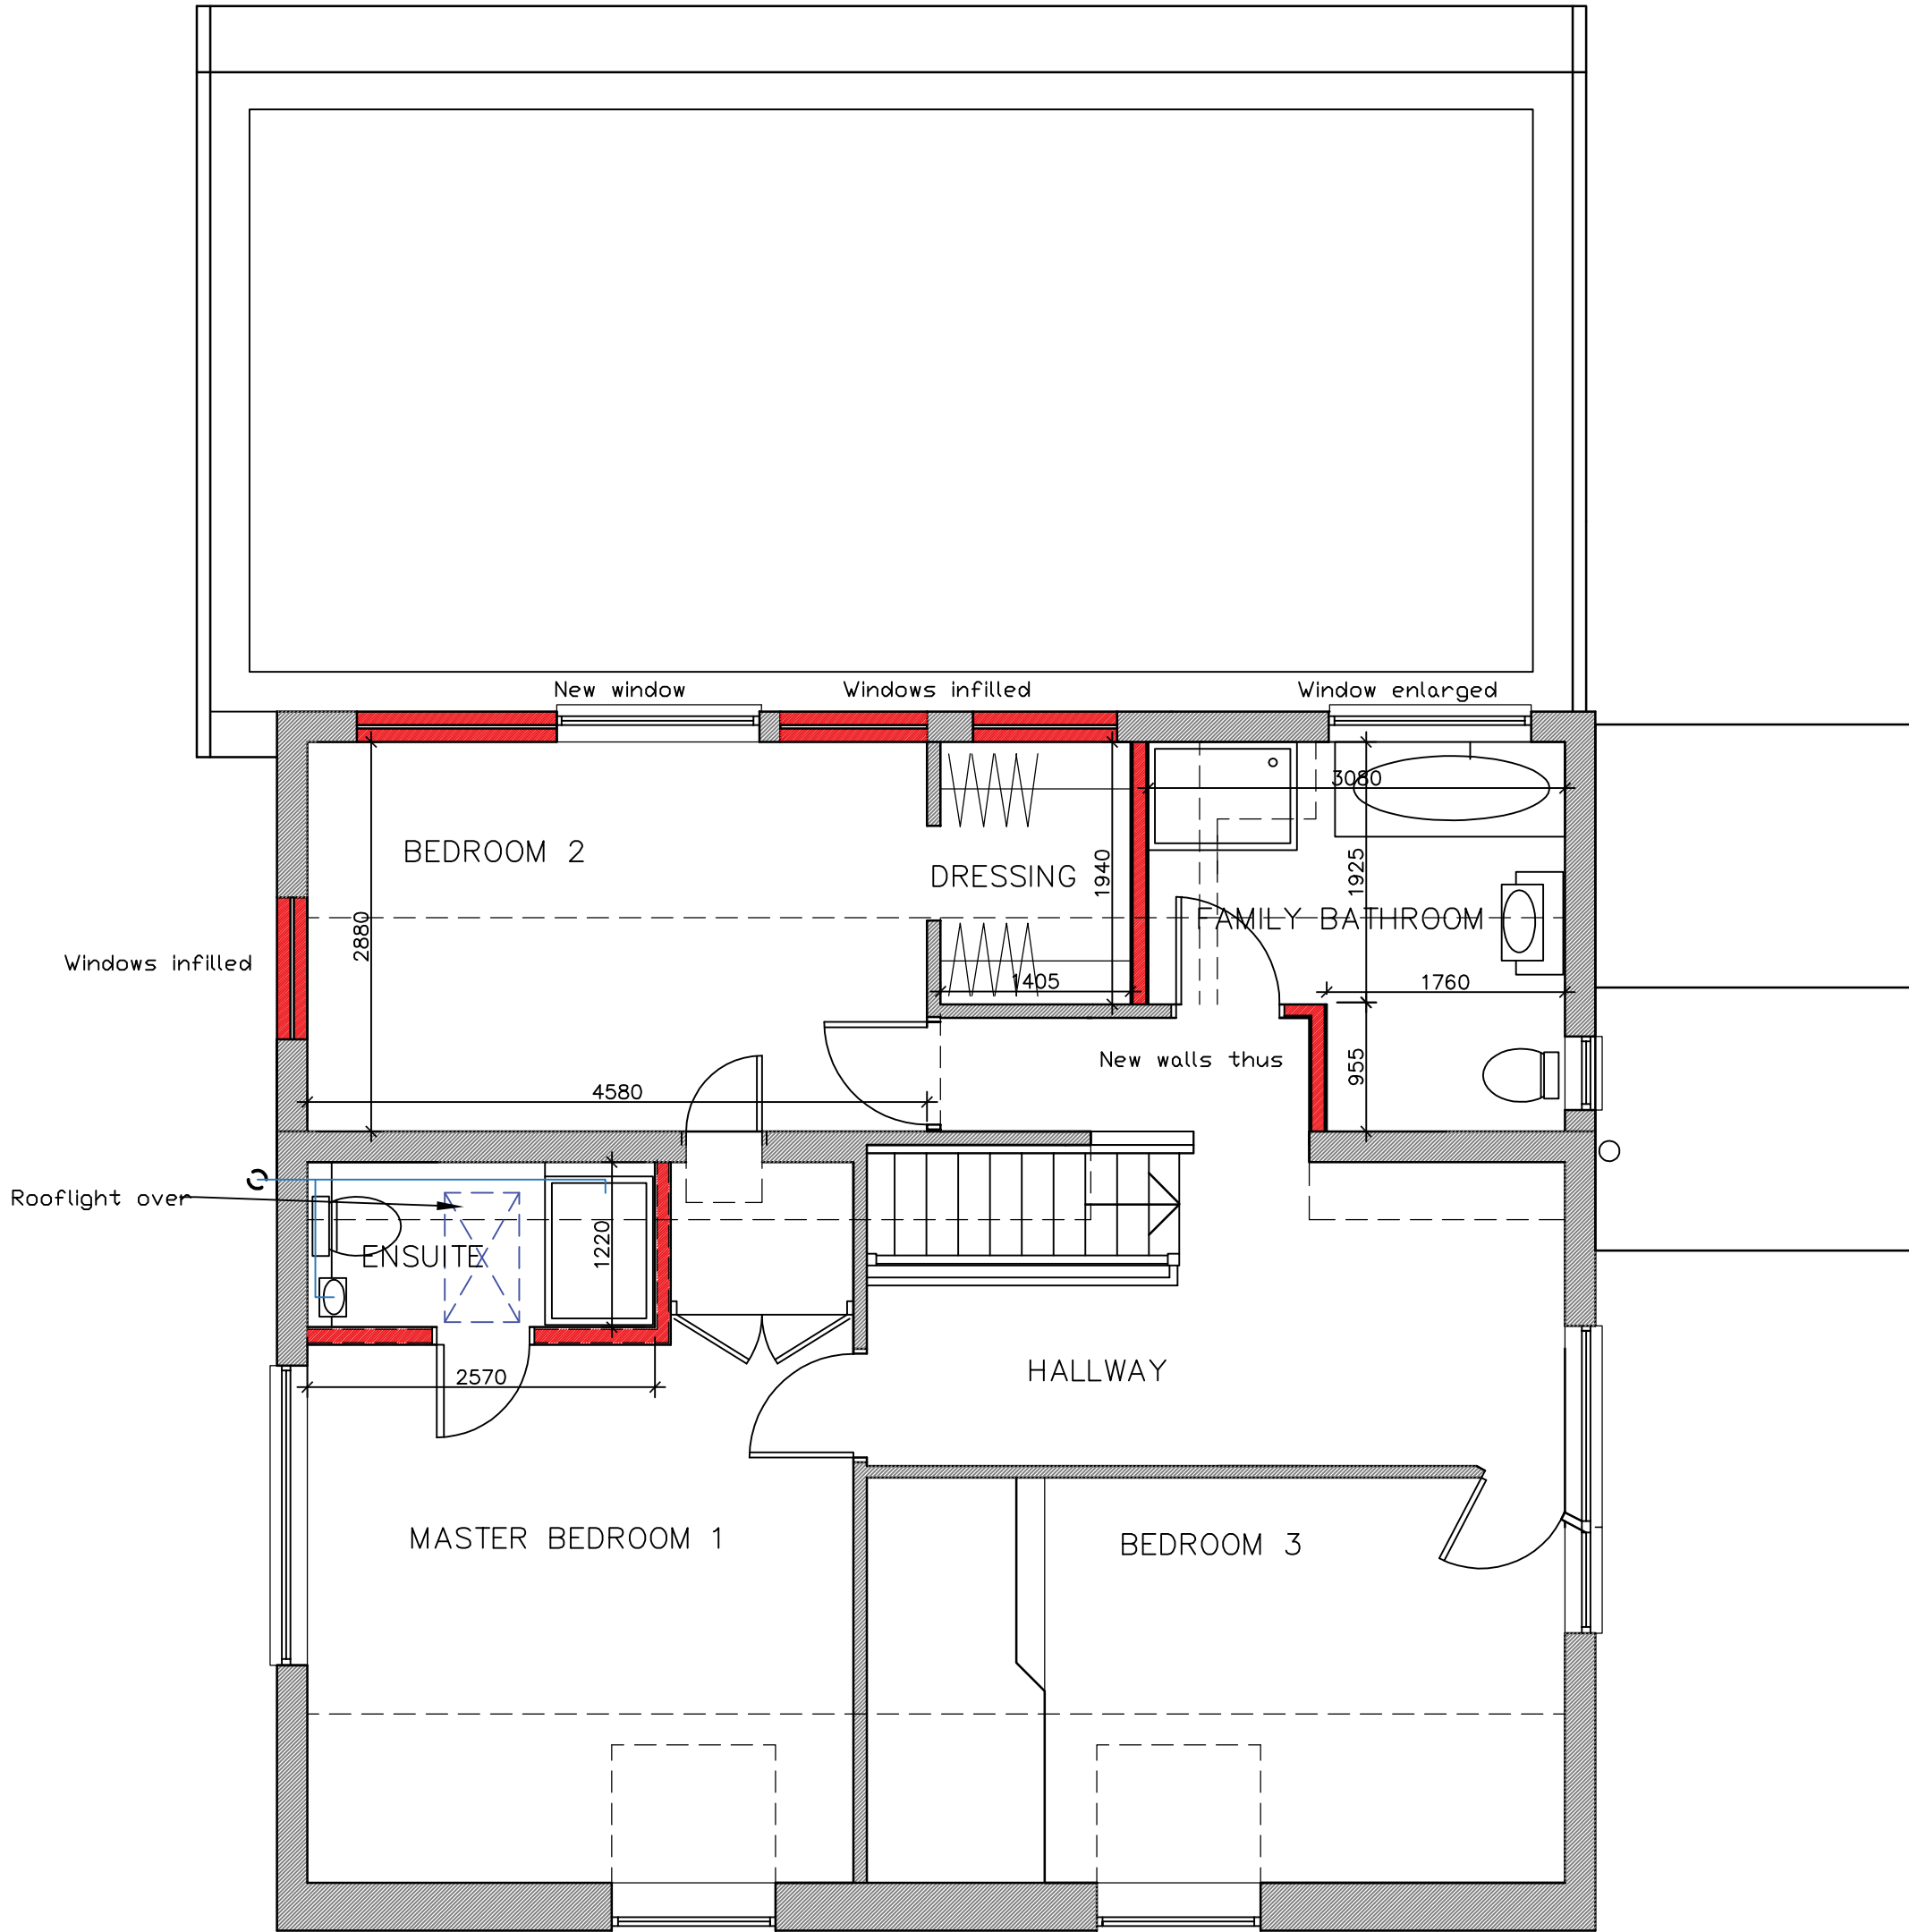 New window
Windows infilled
Window enlarged
3080
BEDROOM 2
DRESSING
1940
1925
FAMILY BATHROOM
2880
Windows infilled
1405
1760
New walls thus
955
4580
Rooflight over
ENSUITE
1220
2570
HALLWAY
MASTER BEDROOM 1
BEDROOM 3